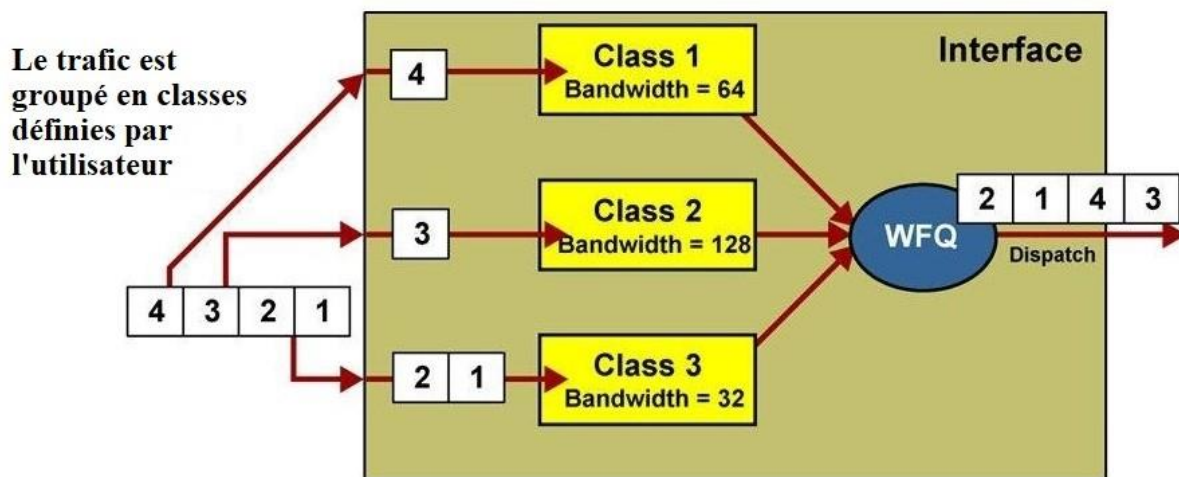 Le trafic est
groupé en classes
définies par
l'utilisateur
Interface
4
Class 1
Bandwidth = 64
3
Class 2
Bandwidth = 128
WFQ
2 1 4 3
Dispatch
4 3 2 1
2 1
Class 3
Bandwidth = 32